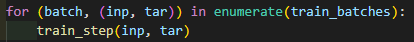 for (batch, (inp, tar)) in enumerate(train_batches):
    train_step(inp, tar)